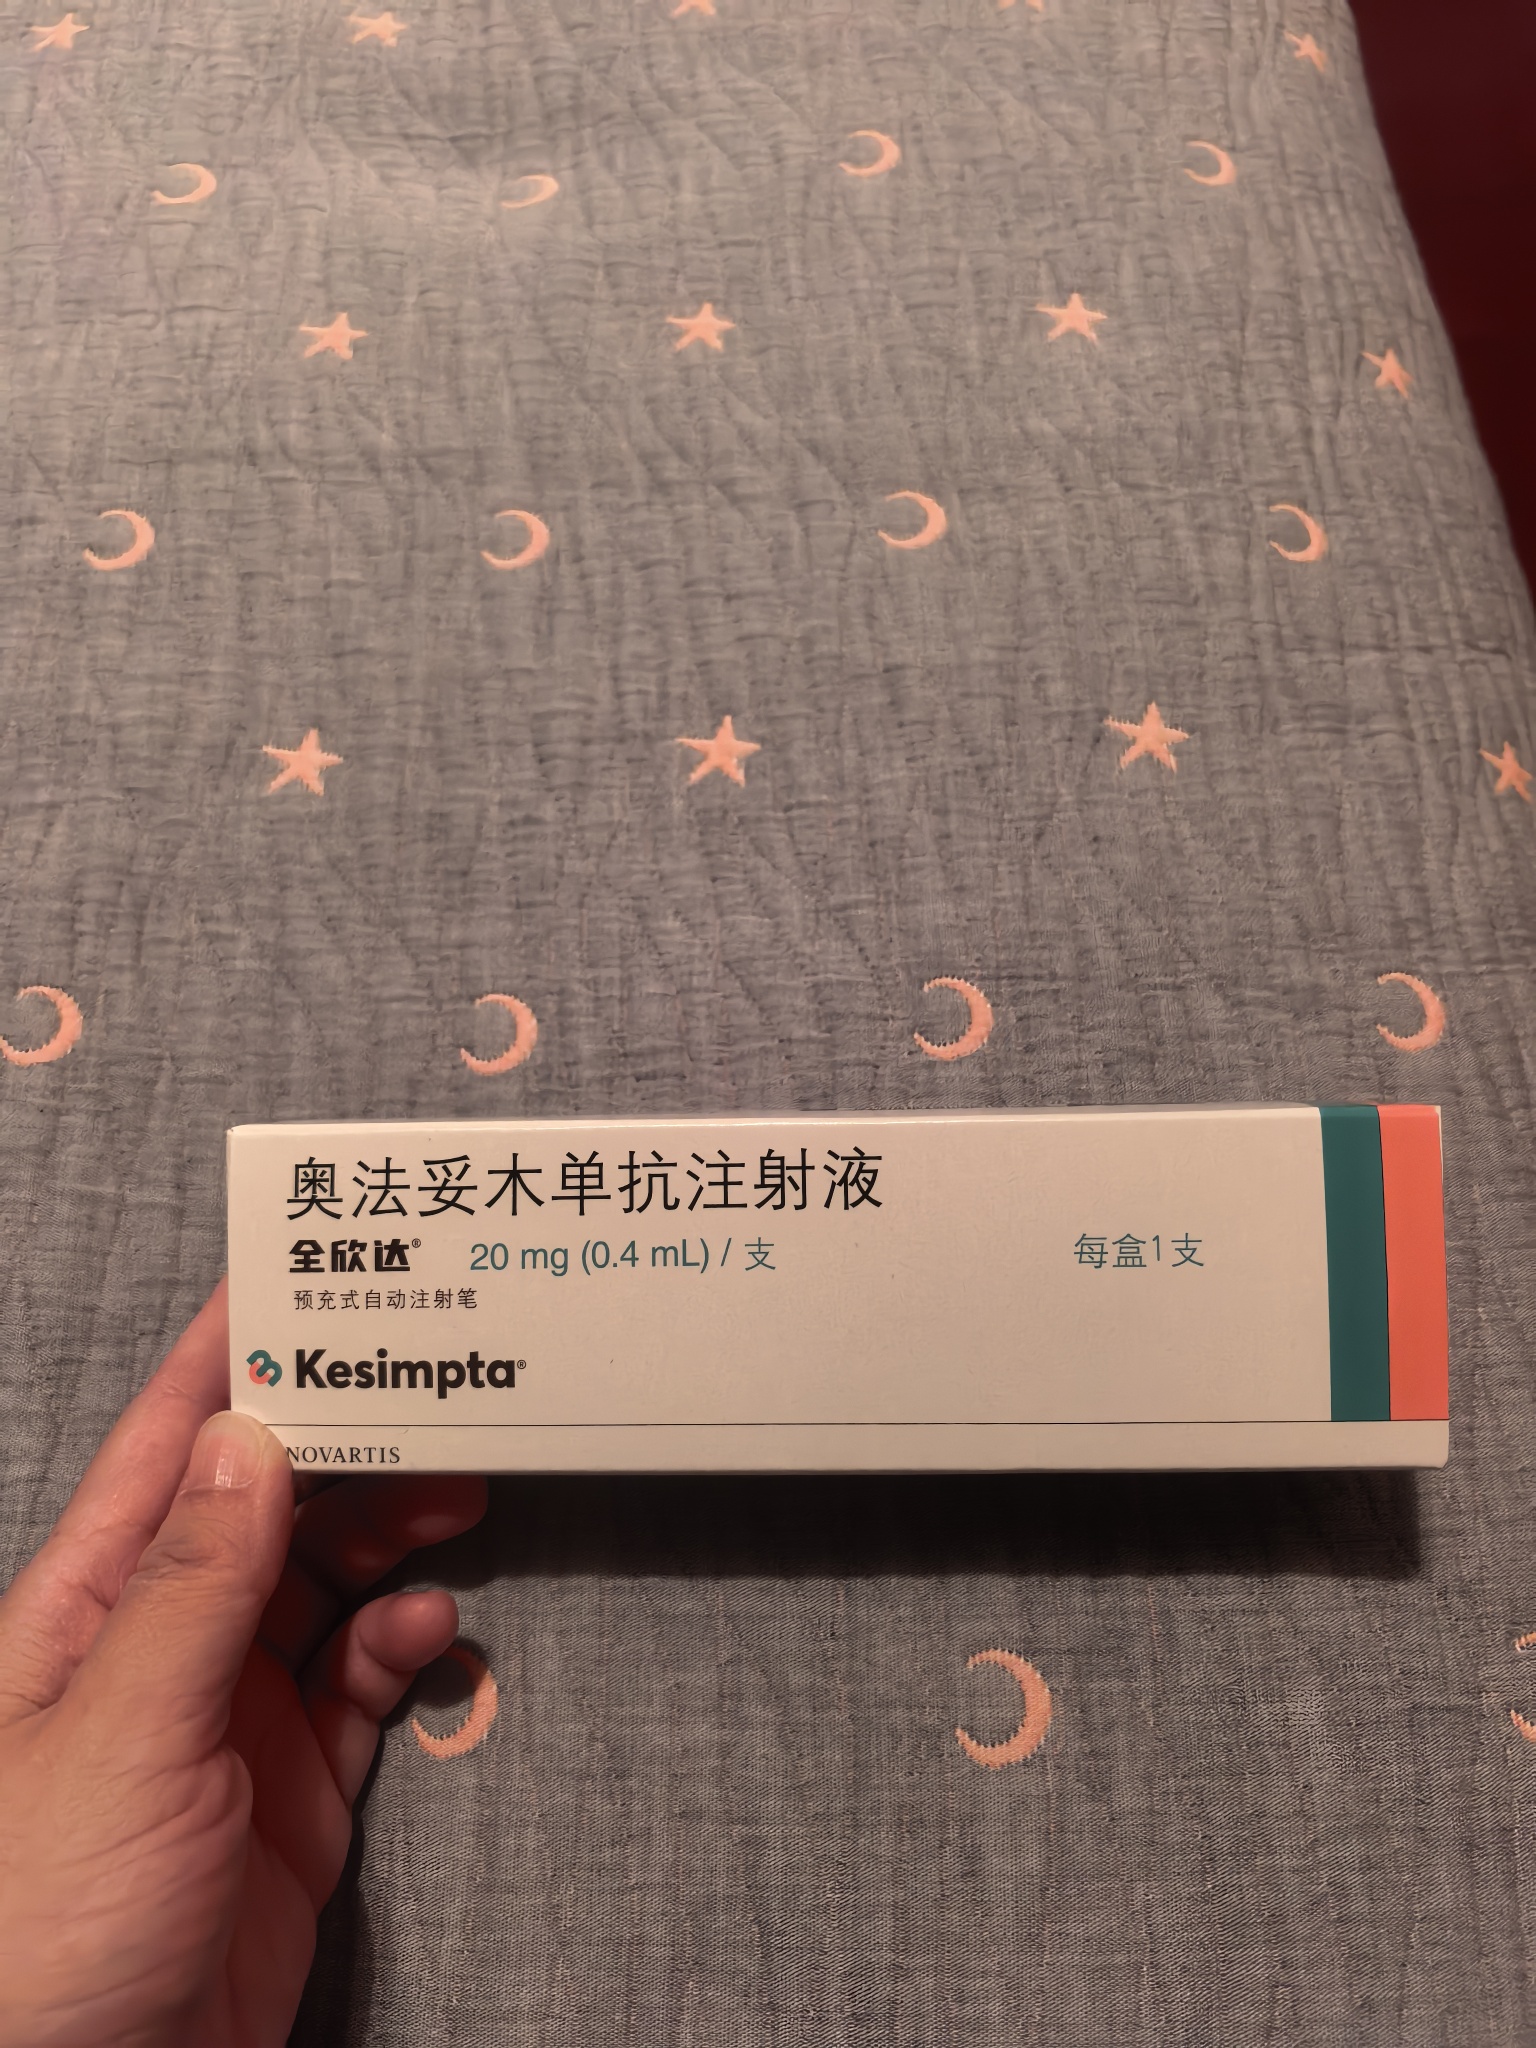 奥法妥木单抗注射液
全欣达® 20 mg (0.4 mL) / 支 每盒1支
预充式自动注射笔
Kesimpta®
NOVARTIS